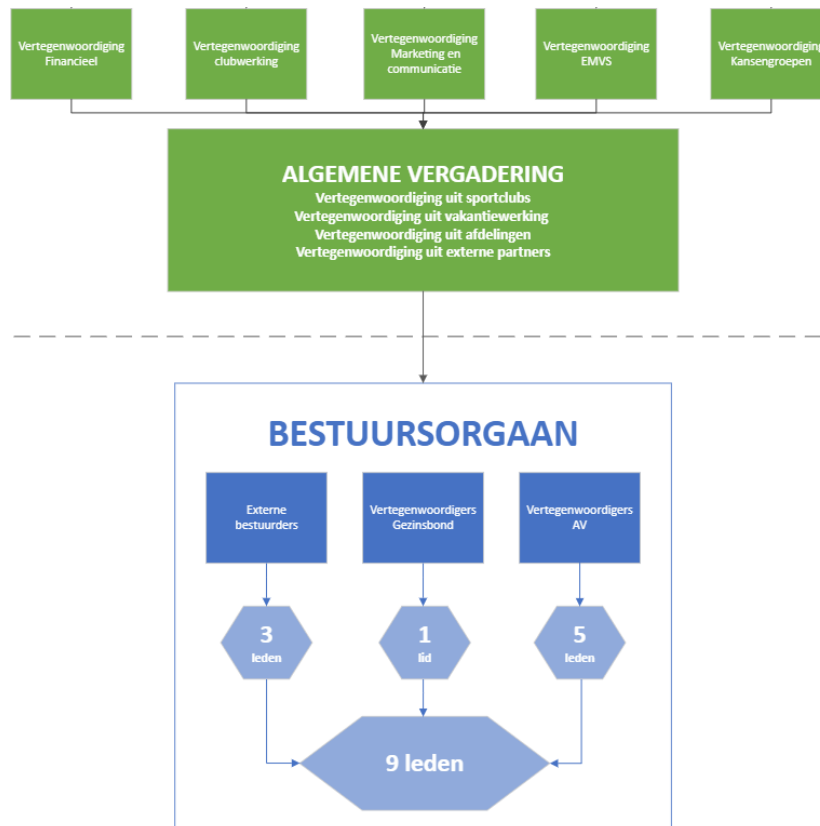 Vertegenwoordiging
Financieel
Vertegenwoordiging
clubwerking
Vertegenwoordiging
Marketing en
communicatie
Vertegenwoordiging
EMVS
Vertegenwoordiging
Kansengroepen
ALGEMENE VERGADERING
Vertegenwoordiging uit sportclubs
Vertegenwoordiging uit vakantiewerking
Vertegenwoordiging uit afdelingen
Vertegenwoordiging uit externe partners
BESTUURSORGAAN
Externe
bestuurders
Vertegenwoordigers
Gezinsbond
Vertegenwoordigers
AV
3
leden
1
lid
5
leden
9 leden